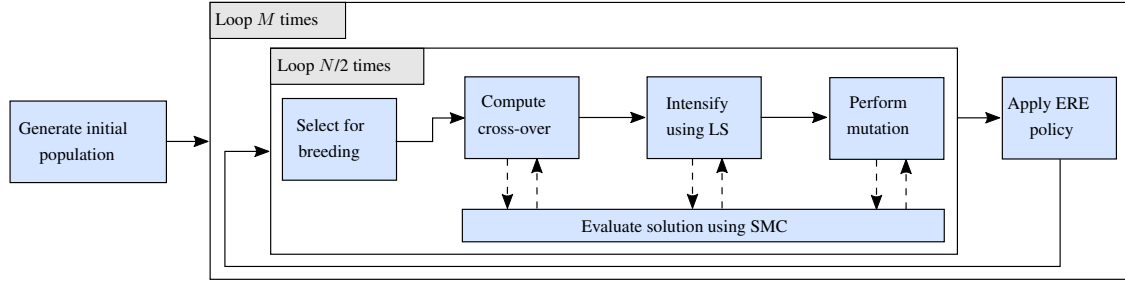 Loop M times
Loop N/2 times
Generate initial
population
Select for
breeding
Compute
cross-over
Intensify
using LS
Perform
mutation
Apply ERE
policy
Evaluate solution using SMC